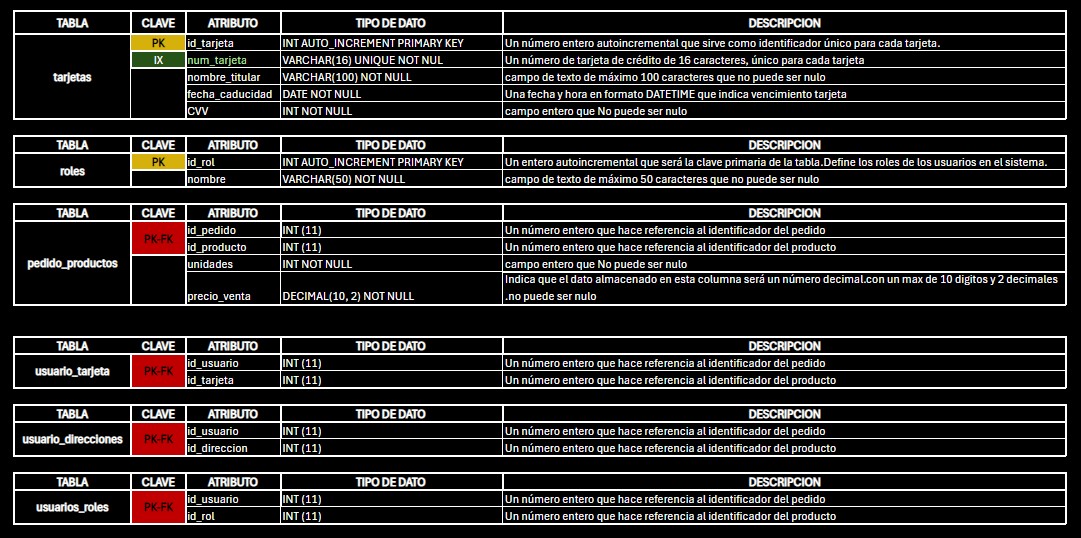 TABLA CLAVE ATRIBUTO TIPO DE DATO DESCRIPCION
tarjetas PK id_tarjeta INT AUTO_INCREMENT PRIMARY KEY Un número entero autoincremental que sirve como identificador único para cada tarjeta.
IX num_tarjeta VARCHAR(16) UNIQUE NOT NUL Un número de tarjeta de crédito de 16 caracteres, único para cada tarjeta
nombre_titular VARCHAR(100) NOT NULL campo de texto de máximo 100 caracteres que no puede ser nulo
fecha_caducidad DATE NOT NULL Una fecha y hora en formato DATETIME que indica vencimiento tarjeta
CVV INT NOT NULL campo entero que No puede ser nulo
TABLA CLAVE ATRIBUTO TIPO DE DATO DESCRIPCION
roles PK id_rol INT AUTO_INCREMENT PRIMARY KEY Un entero autoincremental que será la clave primaria de la tabla.Define los roles de los usuarios en el sistema.
nombre VARCHAR(50) NOT NULL campo de texto de máximo 50 caracteres que no puede ser nulo
TABLA CLAVE ATRIBUTO TIPO DE DATO DESCRIPCION
pedido_productos PK-FK id_pedido INT (11) Un número entero que hace referencia al identificador del pedido
id_producto INT (11) Un número entero que hace referencia al identificador del producto
unidades INT NOT NULL campo entero que No puede ser nulo
precio_venta DECIMAL(10, 2) NOT NULL Indica que el dato almacenado en esta columna será un número decimal.con un max de 10 digitos y 2 decimales
.no puede ser nulo
TABLA CLAVE ATRIBUTO TIPO DE DATO DESCRIPCION
usuario_tarjeta PK-FK id_usuario INT (11) Un número entero que hace referencia al identificador del pedido
id_tarjeta INT (11) Un número entero que hace referencia al identificador del producto
TABLA CLAVE ATRIBUTO TIPO DE DATO DESCRIPCION
usuario_direcciones PK-FK id_usuario INT (11) Un número entero que hace referencia al identificador del pedido
id_direccion INT (11) Un número entero que hace referencia al identificador del producto
TABLA CLAVE ATRIBUTO TIPO DE DATO DESCRIPCION
usuarios_roles PK-FK id_usuario INT (11) Un número entero que hace referencia al identificador del pedido
id_rol INT (11) Un número entero que hace referencia al identificador del producto